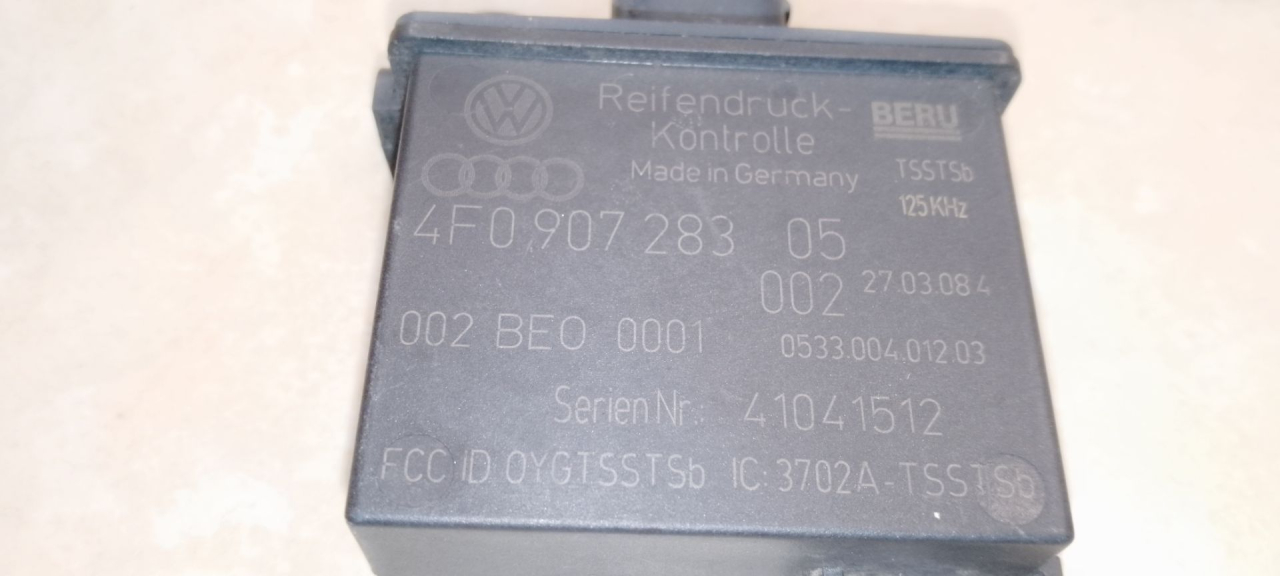 Reifendruck-
Kontrolle
BERU
Made in Germany
TSSTSb
125KHz
4F0 907 283 05
002 27.03.08 4
002 BEO 0001 0533.004.012.03
Serien Nr.: 41041512
FCC ID OYGTSSTSb IC: 3702A-TSSTSb